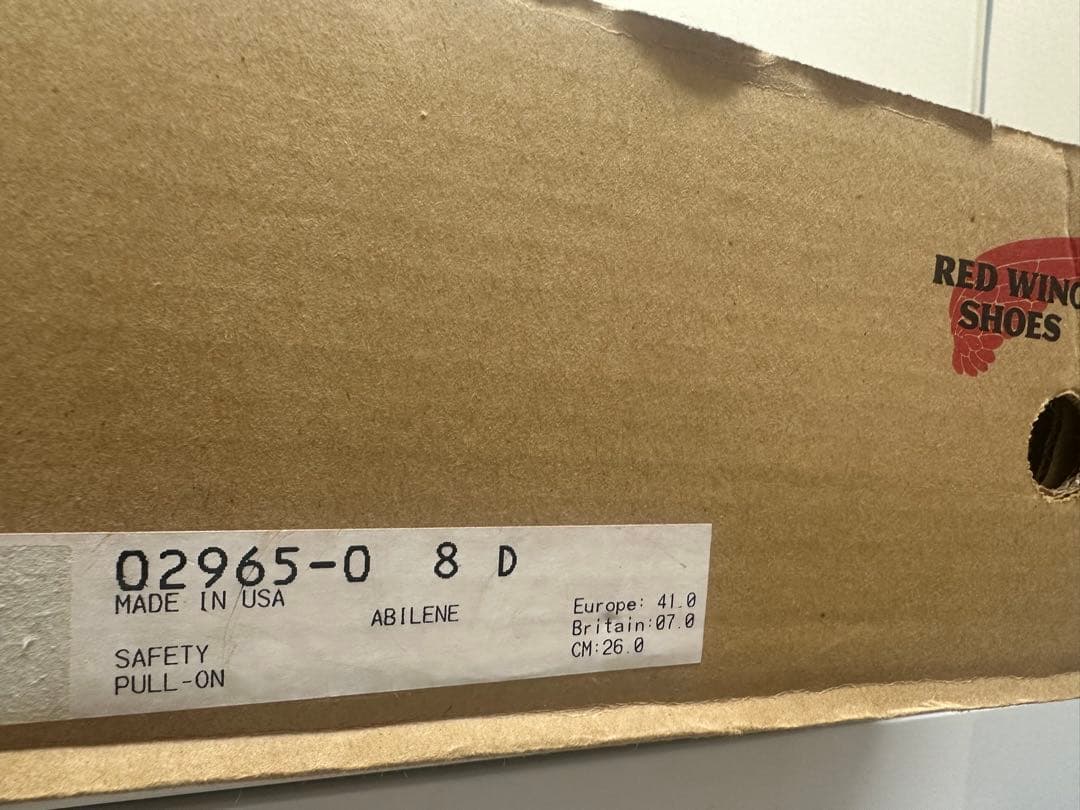 RED WING
SHOES
02965-0 8 D
MADE IN USA
ABILENE
SAFETY
PULL-ON
Europe: 41.0
Britain:07.0
CM:26.0